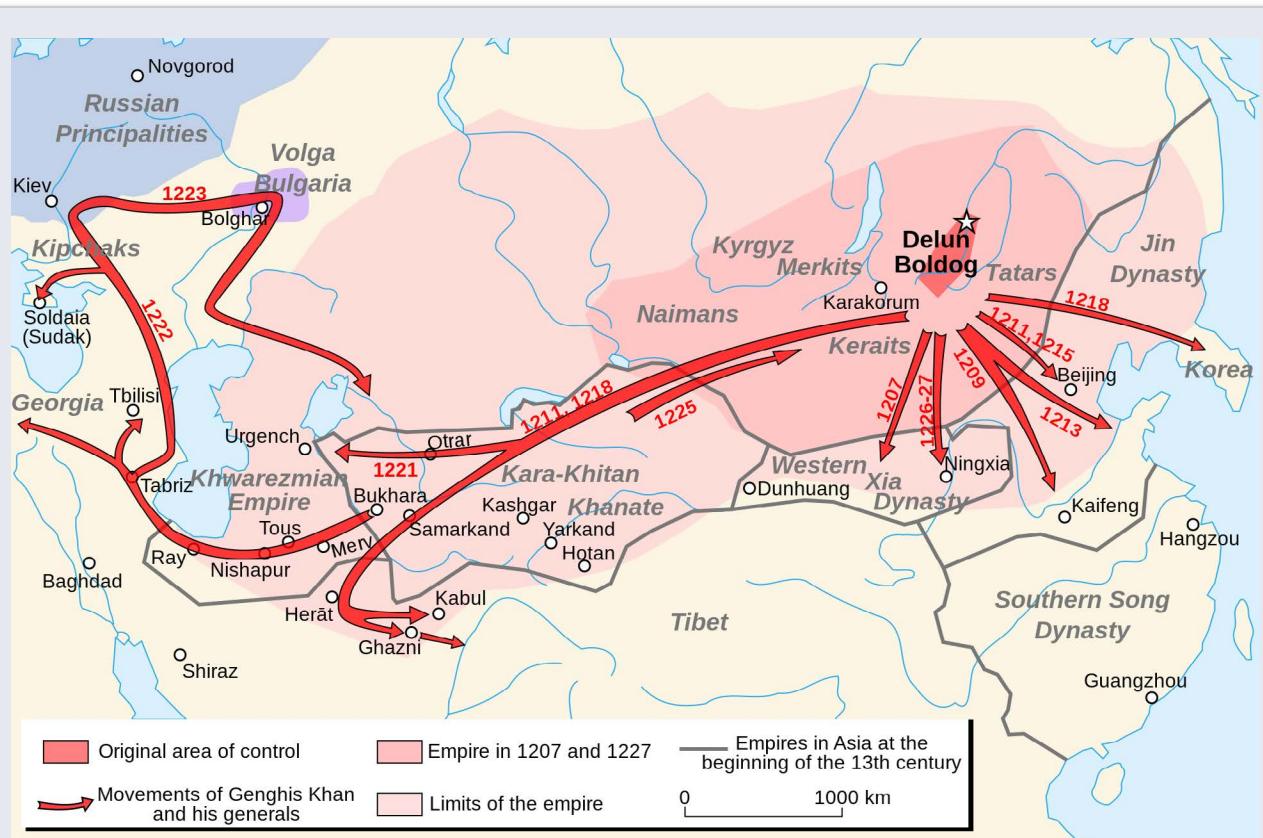 Novgorod
Russian
Principalities
Volga
Bulgaria
Kiev
1223
Bolghar
Kipchaks
Soldaia
(Sudak)
1222
Georgia
Tbilisi
Tabriz
Urgench
Khwarezmian
Empire
Otrar
1221
1211, 1218
1225
Kara-Khitan
Khanate
Bukhara
Samarkand
Kashgar
Yarkand
Hotan
Tous
Merv
Ray
Nishapur
Baghdad
Herāt
Kabul
Ghazni
Shiraz
Kyrgyz
Merkits
Naimans
Keraits
Delun
Boldog
Tatars
Karakorum
Jin
Dynasty
1218
1211,1215
1209
1207
1226-27
1213
Beijing
Korea
Western
Xia
Dynasty
Ningxia
Dunhuang
Kaifeng
Hangzou
Tibet
Southern Song
Dynasty
Guangzhou
Original area of control
Empire in 1207 and 1227
Empires in Asia at the
beginning of the 13th century
Movements of Genghis Khan
and his generals
Limits of the empire
0 1000 km